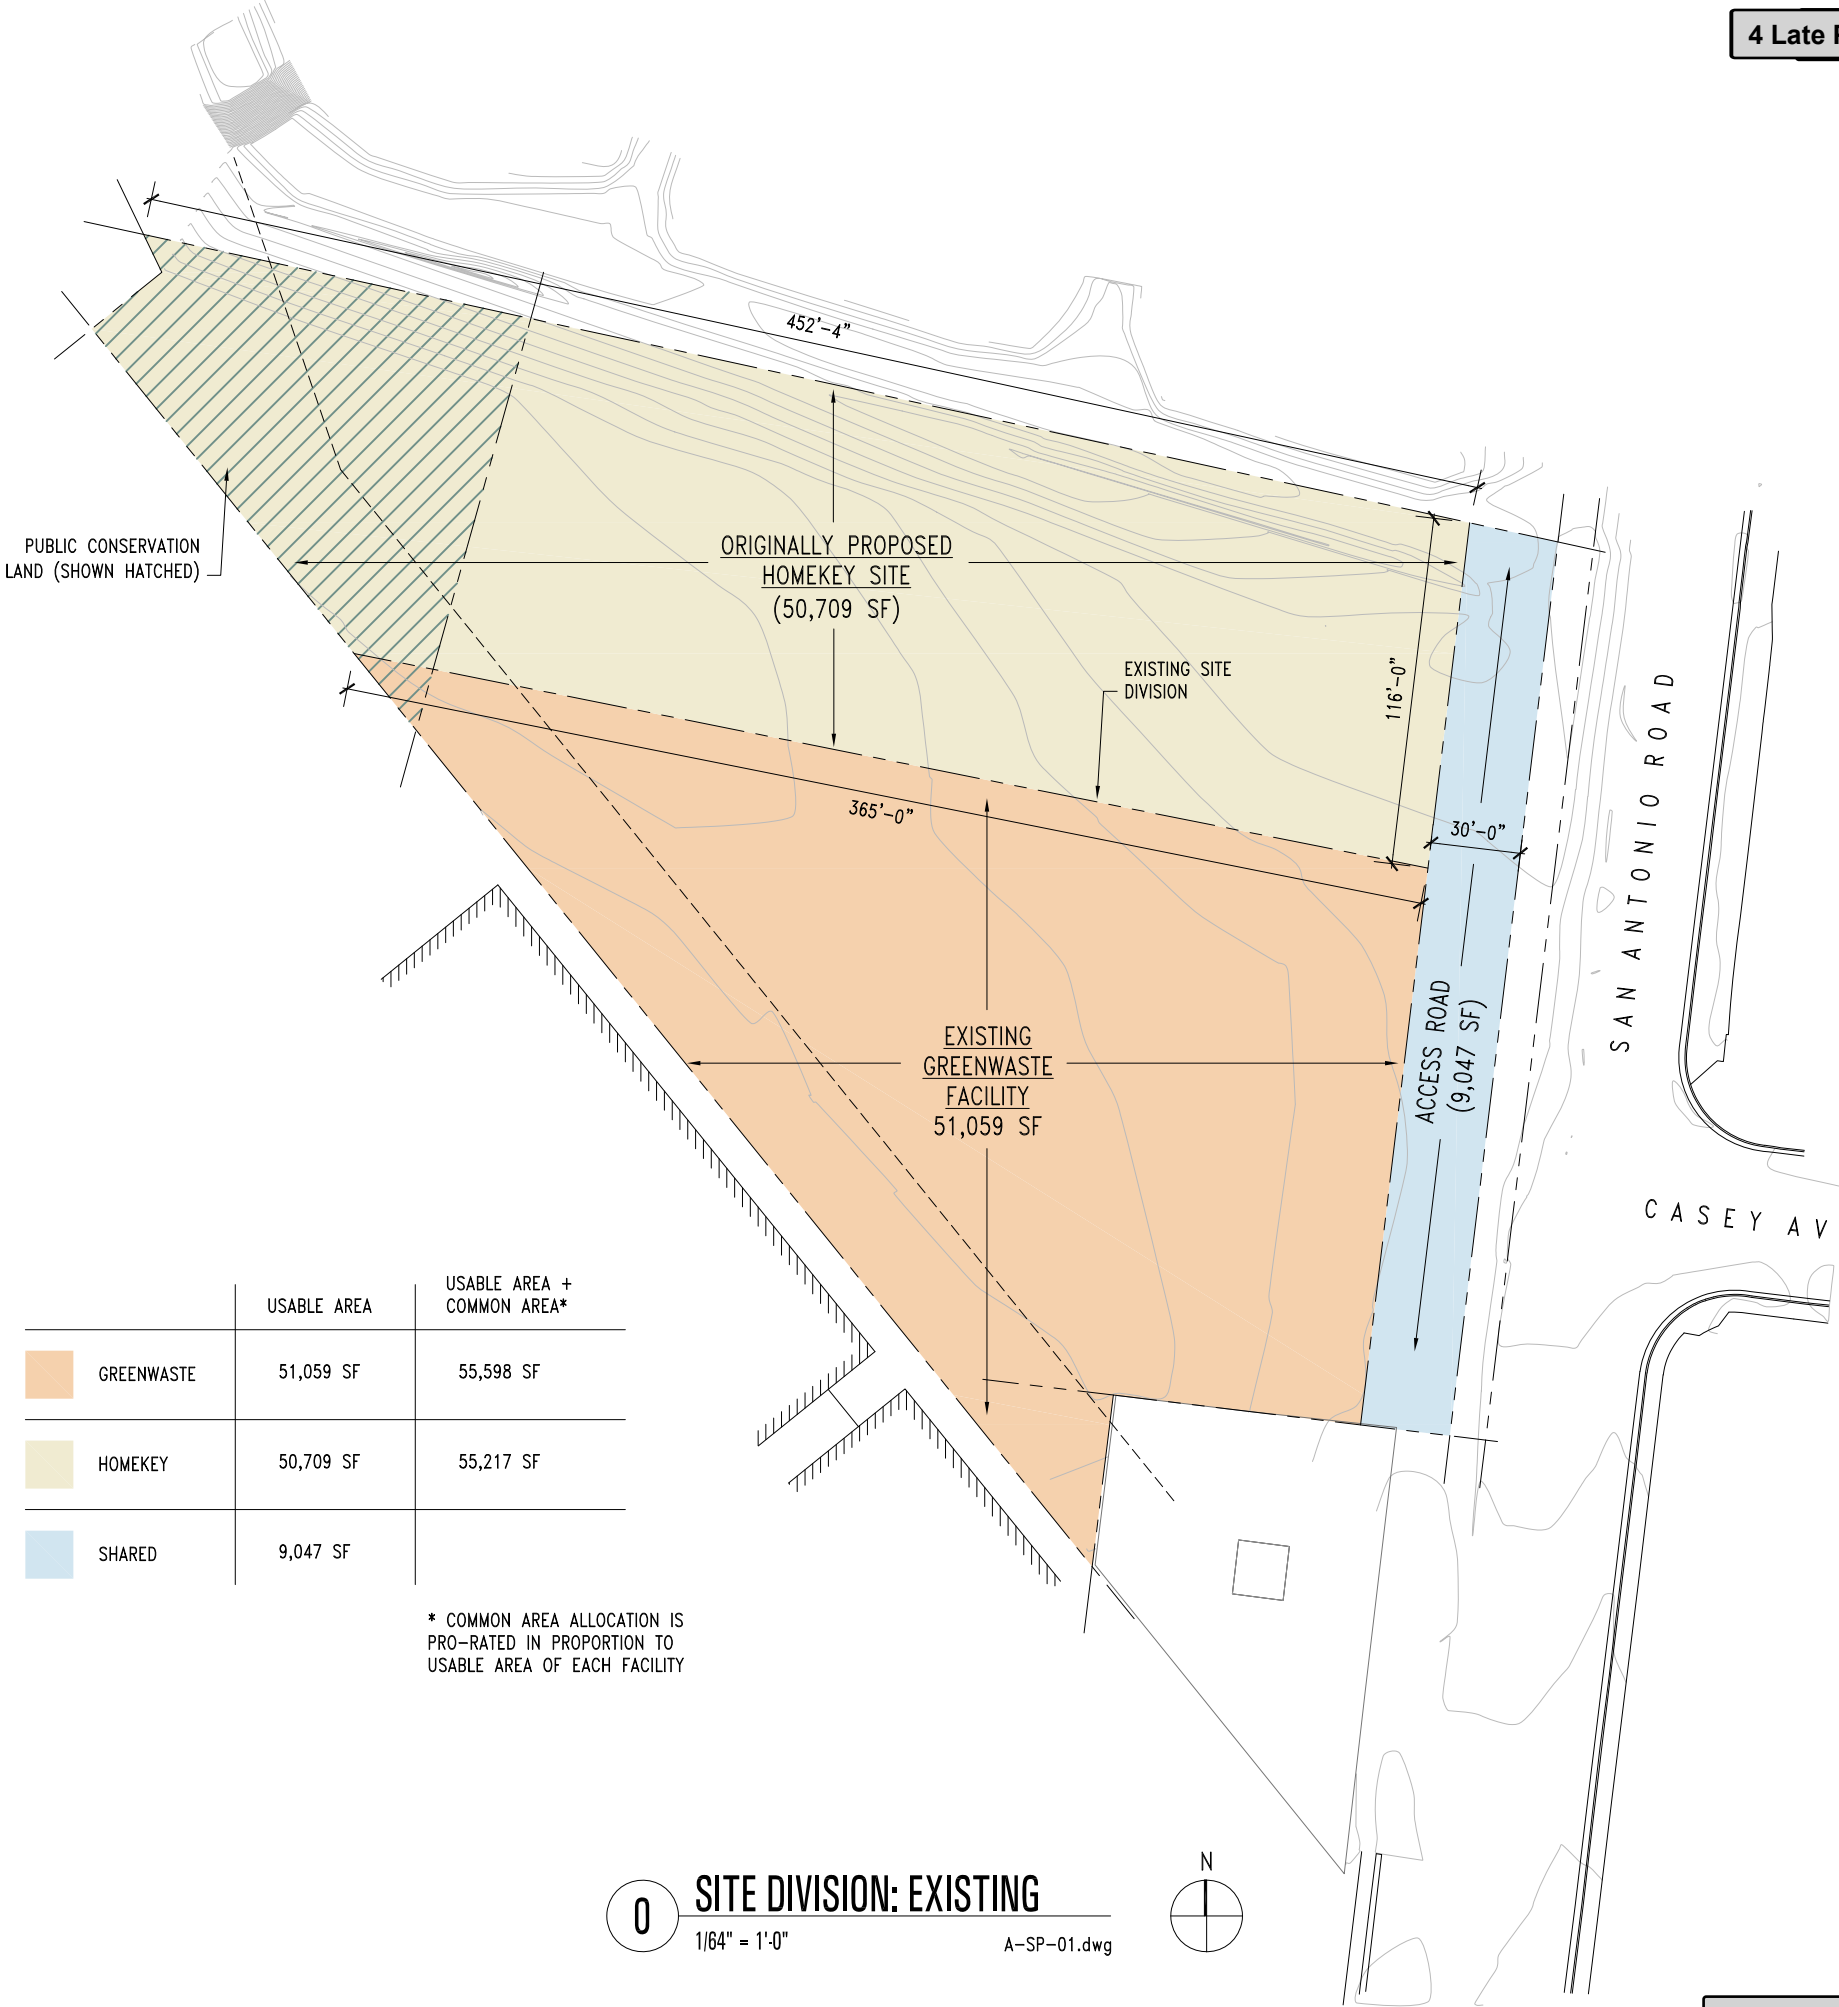 4 Late
452'-4"
PUBLIC CONSERVATION
LAND (SHOWN HATCHED)
ORIGINALLY PROPOSED
HOMEKEY SITE
(50,709 SF)
EXISTING SITE
DIVISION
116'-0"
365'-0"
30'-0"
SAN ANTONIO ROAD
ACCESS ROAD
(9,047 SF)
EXISTING
GREENWASTE
FACILITY
51,059 SF
CASEY AV
USABLE AREA
USABLE AREA +
COMMON AREA*
GREENWASTE 51,059 SF 55,598 SF
HOMEKEY 50,709 SF 55,217 SF
SHARED 9,047 SF
* COMMON AREA ALLOCATION IS
PRO-RATED IN PROPORTION TO
USABLE AREA OF EACH FACILITY
0
SITE DIVISION: EXISTING
1/64" = 1'-0"
A-SP-01.dwg
N